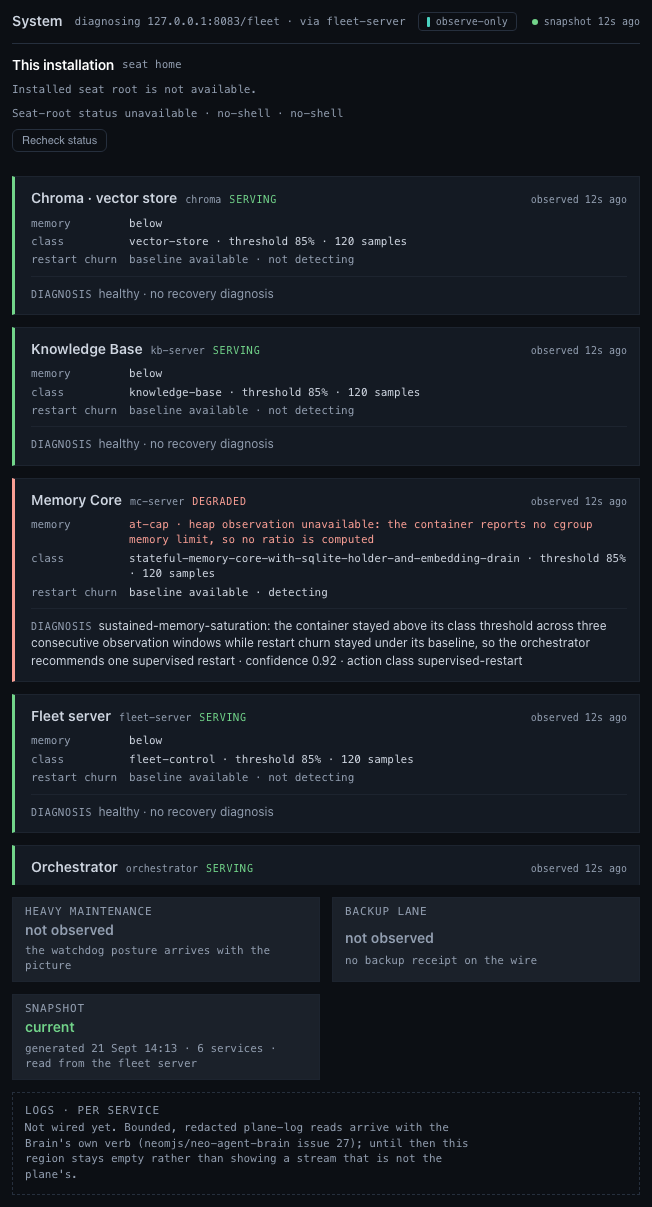 System diagnosing 127.0.0.1:8083/fleet · via fleet-server observe-only snapshot 12s ago
This installation seat home
Installed seat root is not available.
Seat-root status unavailable · no-shell · no-shell
Recheck status
Chroma · vector store chroma SERVING observed 12s ago
memory below
class vector-store · threshold 85% · 120 samples
restart churn baseline available · not detecting
DIAGNOSIS healthy · no recovery diagnosis
Knowledge Base kb-server SERVING observed 12s ago
memory below
class knowledge-base · threshold 85% · 120 samples
restart churn baseline available · not detecting
DIAGNOSIS healthy · no recovery diagnosis
Memory Core mc-server DEGRADED observed 12s ago
memory at-cap · heap observation unavailable: the container reports no cgroup
memory limit, so no ratio is computed
class stateful-memory-core-with-sqlite-holder-and-embedding-drain · threshold 85%
· 120 samples
restart churn baseline available · detecting
DIAGNOSIS sustained-memory-saturation: the container stayed above its class threshold across three
consecutive observation windows while restart churn stayed under its baseline, so the orchestrator
recommends one supervised restart · confidence 0.92 · action class supervised-restart
Fleet server fleet-server SERVING observed 12s ago
memory below
class fleet-control · threshold 85% · 120 samples
restart churn baseline available · not detecting
DIAGNOSIS healthy · no recovery diagnosis
Orchestrator orchestrator SERVING observed 12s ago
HEAVY MAINTENANCE
not observed
the watchdog posture arrives with the
picture
BACKUP LANE
not observed
no backup receipt on the wire
SNAPSHOT
current
generated 21 Sept 14:13 · 6 services ·
read from the fleet server
LOGS · PER SERVICE
Not wired yet. Bounded, redacted plane-log reads arrive with the
Brain's own verb (neomjs/neo-agent-brain issue 27); until then this
region stays empty rather than showing a stream that is not the
plane's.